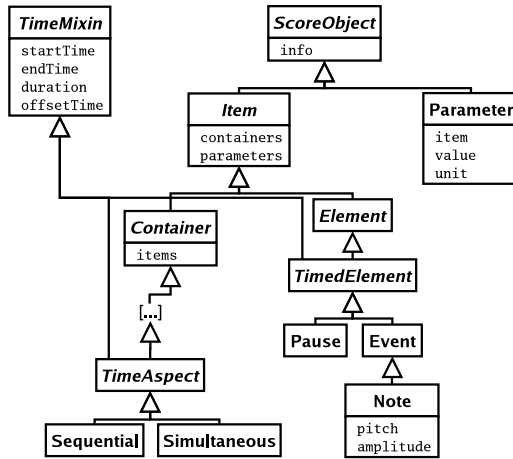 TimeMixin
startTime
endTime
duration
offsetTime
ScoreObject
info
Item
containers
parameters
Parameter
item
value
unit
Container
items
Element
[...]
TimedElement
Pause
Event
TimeAspect
Note
pitch
amplitude
Sequential
Simultaneous